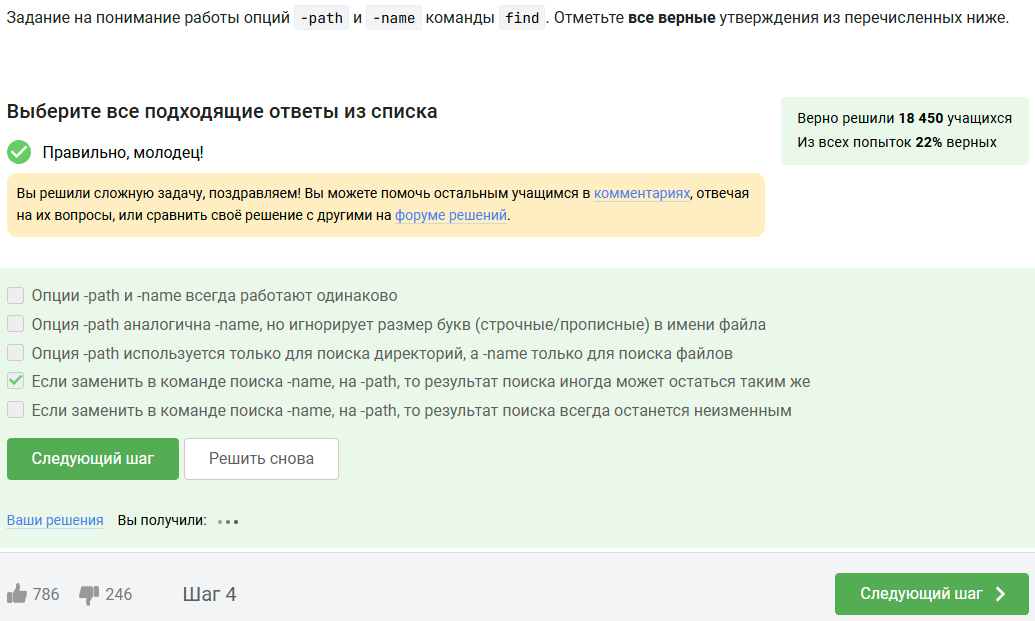 Задание на понимание работы опций -path и -name команды find. Отметьте все верные утверждения из перечисленных ниже.
Выберите все подходящие ответы из списка
Верно решили 18 450 учащихся
Из всех попыток 22% верных
Правильно, молодец!
Вы решили сложную задачу, поздравляем! Вы можете помочь остальным учащимся в комментариях, отвечая
на их вопросы, или сравнить своё решение с другими на форуме решений.
Опции -path и -name всегда работают одинаково
Опция -path аналогична -name, но игнорирует размер букв (строчные/прописные) в имени файла
Опция -path используется только для поиска директорий, а -name только для поиска файлов
Если заменить в команде поиска -name, на -path, то результат поиска иногда может остаться таким же
Если заменить в команде поиска -name, на -path, то результат поиска всегда останется неизменным
Следующий шаг
Решить снова
Ваши решения Вы получили:
786 246 Шаг 4
Следующий шаг